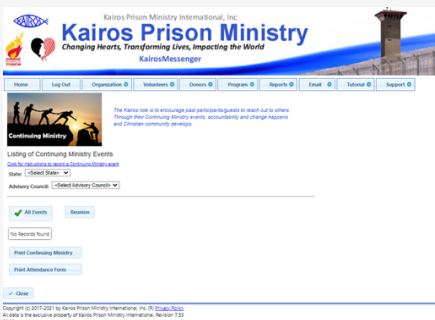 KAIROS
Kairos Prison Ministry International, Inc
Kairos Prison Ministry
Changing Hearts, Transforming Lives, Impacting the World
KairosMessenger
Home Log Out Organization Volunteers Donors Program Reports Email Tutorial Support
The Kairos role is to encourage past participants/guests to reach out to others.
Through their Continuing Ministry events, accountability and change happens
and Christian community develops.
Continuing Ministry
Listing of Continuing Ministry Events
Click for instructions to record a Continuing Ministry event
State: <Select State>
Advisory Council: <Select Advisory Council>
All Events Reunion
No Records found
Print Continuing Ministry
Print Attendance Form
Close
Copyright (c) 2017-2021 by Kairos Prison Ministry International, Inc. (R) Privacy Policy
All data is the exclusive property of Kairos Prison Ministry International. Revision 7.33